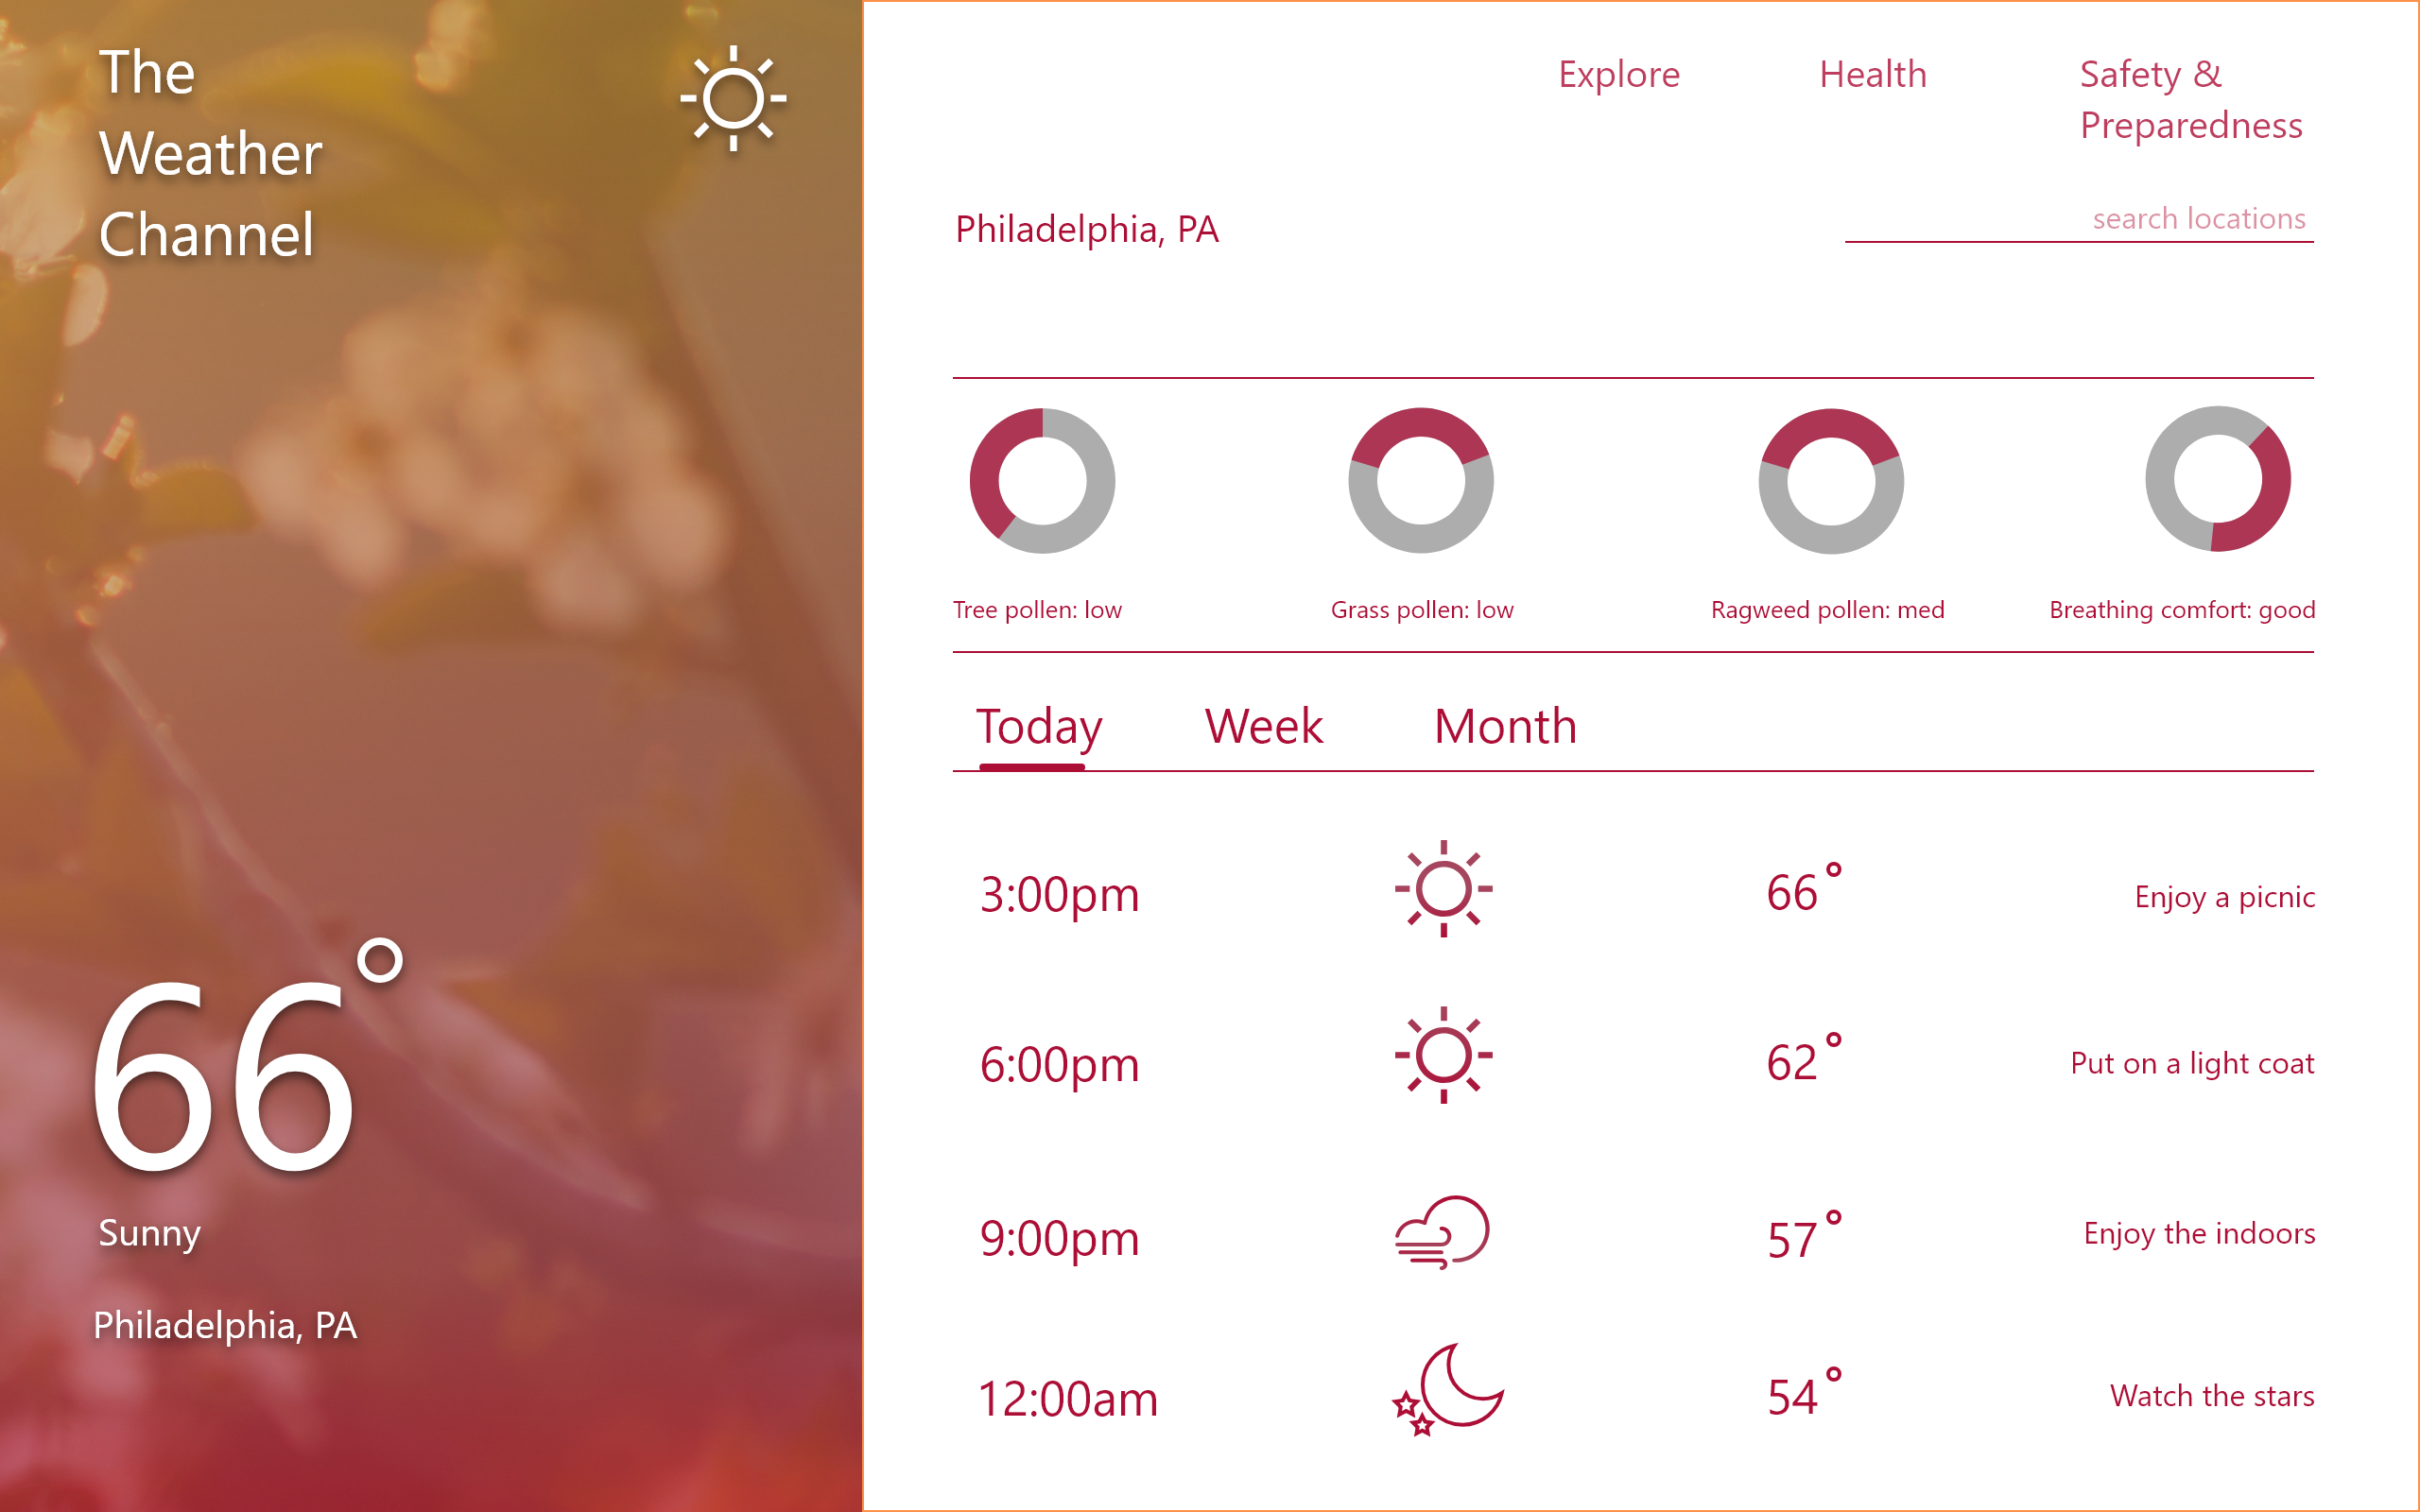 The
Weather
Channel
66°
Sunny
Philadelphia, PA
Explore
Health
Safety &
Preparedness
Philadelphia, PA
search locations
Tree pollen: low
Grass pollen: low
Ragweed pollen: med
Breathing comfort: good
Today
Week
Month
3:00pm
66°
Enjoy a picnic
6:00pm
62°
Put on a light coat
9:00pm
57°
Enjoy the indoors
12:00am
54°
Watch the stars